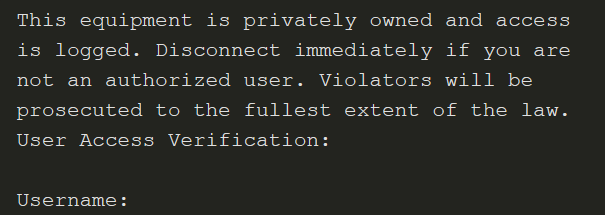 This equipment is privately owned and access
is logged. Disconnect immediately if you are
not an authorized user. Violators will be
prosecuted to the fullest extent of the law.
User Access Verification:

Username: